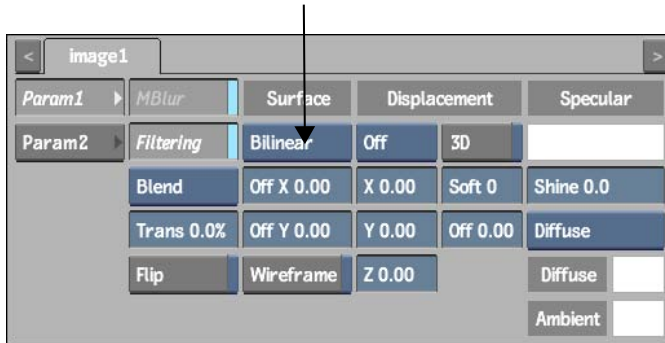 < image1 >
Param1 MBlur Surface Displacement Specular
Param2 Filtering Bilinear Off 3D
Blend Off X 0.00 X 0.00 Soft 0 Shine 0.0
Trans 0.0% Off Y 0.00 Y 0.00 Off 0.00 Diffuse
Flip Wireframe Z 0.00 Diffuse
Ambient